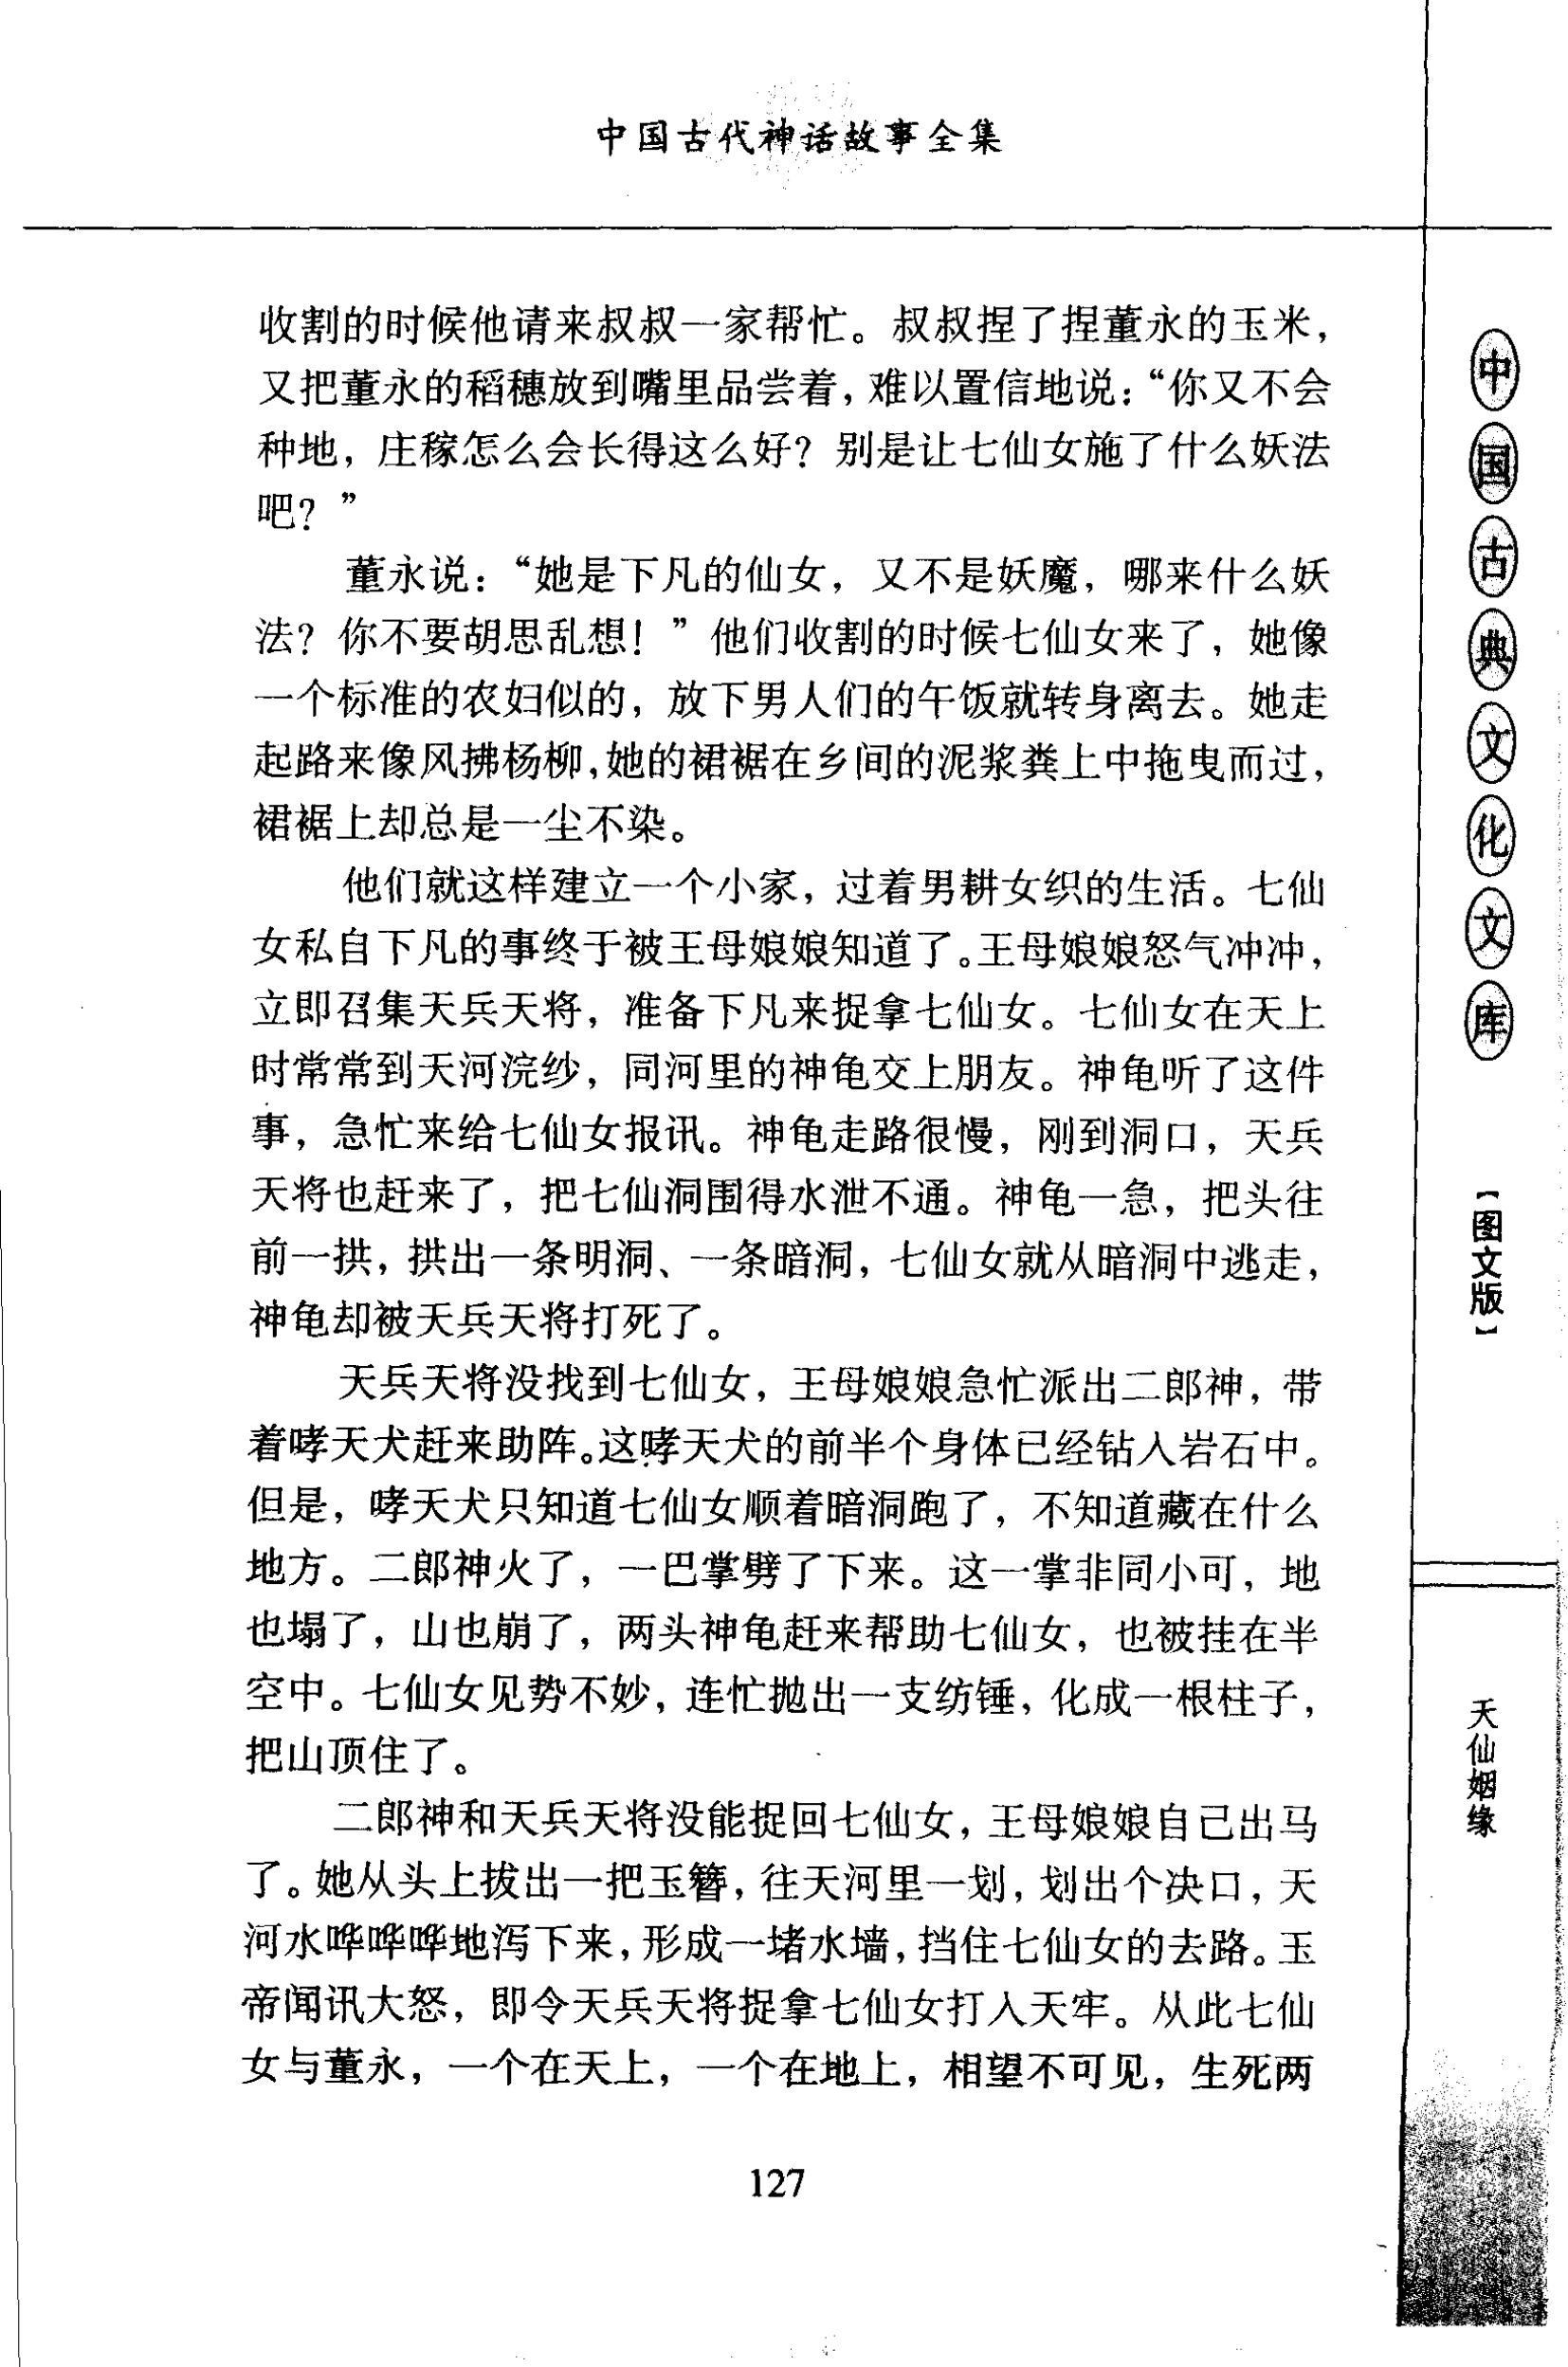 中国古代神话故事全集
收割的时候他请来叔叔一家帮忙。叔叔捏了捏董永的玉米，
又把董永的稻穗放到嘴里品尝着，难以置信地说：“你又不会
种地，庄稼怎么会长得这么好？别是让七仙女施了什么妖法
吧？”
董永说：“她是下凡的仙女，又不是妖魔，哪来什么妖
法？你不要胡思乱想！”他们收割的时候七仙女来了，她像
一个标准的农妇似的，放下男人们的午饭就转身离去。她走
起路来像风拂杨柳，她的裙裾在乡间的泥浆粪土中拖曳而过，
裙裾上却总是一尘不染。
他们就这样建立一个小家，过着男耕女织的生活。七仙
女私自下凡的事终于被王母娘娘知道了。王母娘娘怒气冲冲，
立即召集天兵天将，准备下凡来捉拿七仙女。七仙女在天上
时常常到天河浣纱，同河里的神龟交上朋友。神龟听了这件
事，急忙来给七仙女报讯。神龟走路很慢，刚到洞口，天兵
天将也赶来了，把七仙洞围得水泄不通。神龟一急，把头往
前一拱，拱出一条明洞、一条暗洞，七仙女就从暗洞中逃走，
神龟却被天兵天将打死了。
天兵天将没找到七仙女，王母娘娘急忙派出二郎神，带
着哮天犬赶来助阵。这哮天犬的前半个身体已经钻入岩石中。
但是，哮天犬只知道七仙女顺着暗洞跑了，不知道藏在什么
地方。二郎神火了，一巴掌劈了下来。这一掌非同小可，地
也塌了，山也崩了，两头神龟赶来帮助七仙女，也被挂在半
空中。七仙女见势不妙，连忙抛出一支纺锤，化成一根柱子，
把山顶住了。
二郎神和天兵天将没能捉回七仙女，王母娘娘自己出马
了。她从头上拔出一把玉簪，往天河里一划，划出个决口，天
河水哗哗哗地泻下来，形成一堵水墙，挡住七仙女的去路。玉
帝闻讯大怒，即令天兵天将捉拿七仙女打入天牢。从此七仙
女与董永，一个在天上，一个在地上，相望不可见，生死两
127
中国古典文化文库
【图文版】
天仙姻缘